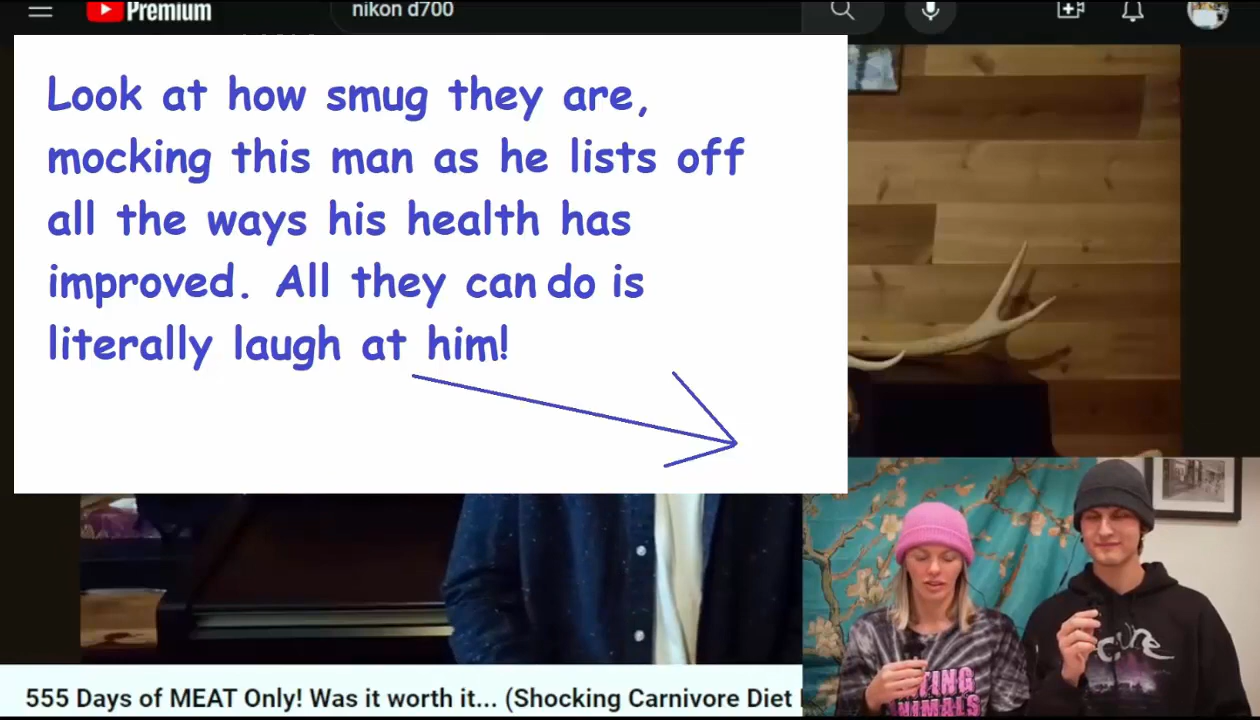 Premium
nikon d700
Look at how smug they are,
mocking this man as he lists off
all the ways his health has
improved. All they can do is
literally laugh at him!
555 Days of MEAT Only! Was it worth it... (Shocking Carnivore Diet